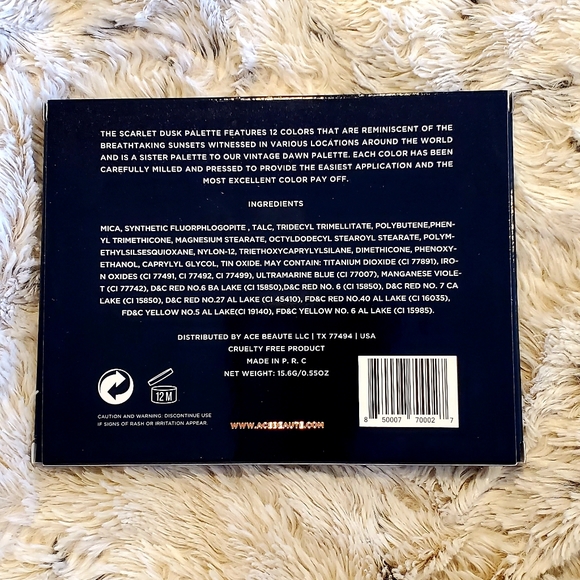 THE SCARLET DUSK PALETTE FEATURES 12 COLORS THAT ARE REMINISCENT OF THE
BREATHTAKING SUNSETS WITNESSED IN VARIOUS LOCATIONS AROUND THE WORLD
AND IS A SISTER PALETTE TO OUR VINTAGE DAWN PALETTE. EACH COLOR HAS BEEN
CAREFULLY MILLED AND PRESSED TO PROVIDE THE EASIEST APPLICATION AND THE
MOST EXCELLENT COLOR PAY OFF.
INGREDIENTS
MICA, SYNTHETIC FLUORPHLOGOPITE , TALC, TRIDECYL TRIMELLITATE, POLYBUTENE,PHEN-
YL TRIMETHICONE, MAGNESIUM STEARATE, OCTYLDODECYL STEAROYL STEARATE, POLYM-
ETHYLSILSESQUIOXANE, NYLON-12, TRIETHOXYCAPRYLYLSILANE, DIMETHICONE, PHENOXY-
ETHANOL, CAPRYLYL GLYCOL, TIN OXIDE. MAY CONTAIN: TITANIUM DIOXIDE (CI 77891), IR-
ON OXIDES (CI 77491, CI 77492, CI 77499), ULTRAMARINE BLUE (CI 77007), MANGANESE VIOLE-
T (CI 77742), D&C RED NO.6 BA LAKE (CI 15850),D&C RED NO. 6 (CI 15850), D&C RED NO. 7 CA
LAKE (CI 15850), D&C RED NO.27 AL LAKE (CI 45410), FD&C RED NO.40 AL LAKE (CI 16035),
FD&C YELLOW NO.5 AL LAKE(CI 19140), FD&C YELLOW NO. 6 AL LAKE (CI 15985).
DISTRIBUTED BY ACE BEAUTE LLC | TX 77494 | USA
CRUELTY FREE PRODUCT
MADE IN P. R. C
NET WEIGHT: 15.6G/0.55OZ
12 M
CAUTION AND WARNING: DISCONTINUE USE
IF SIGNS OF RASH OR IRRITATION APPEAR.
WWW.ACEBEAUTE.COM
8 50007 70002 7